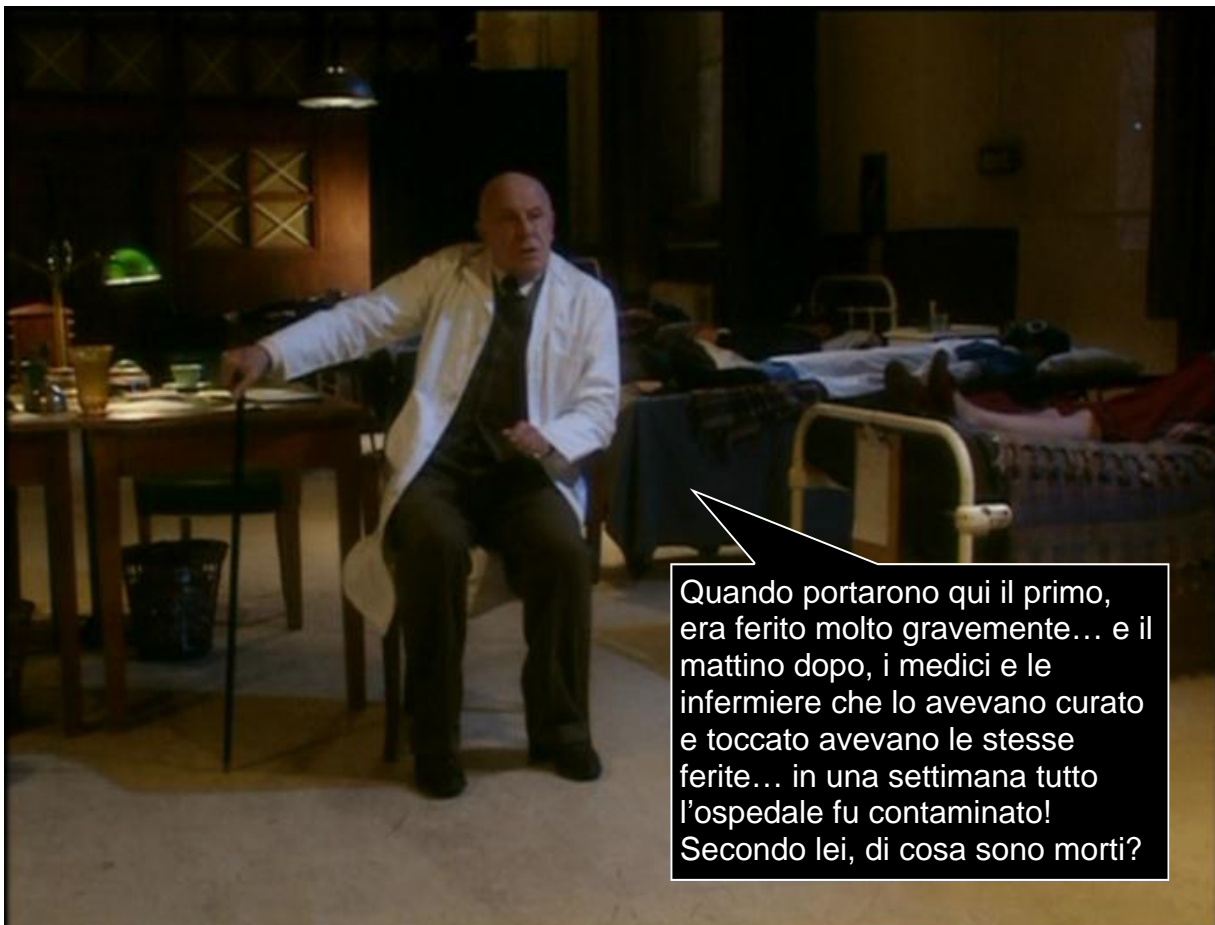 Quando portarono qui il primo,
era ferito molto gravemente… e il
mattino dopo, i medici e le
infermiere che lo avevano curato
e toccato avevano le stesse
ferite… in una settimana tutto
l’ospedale fu contaminato!
Secondo lei, di cosa sono morti?